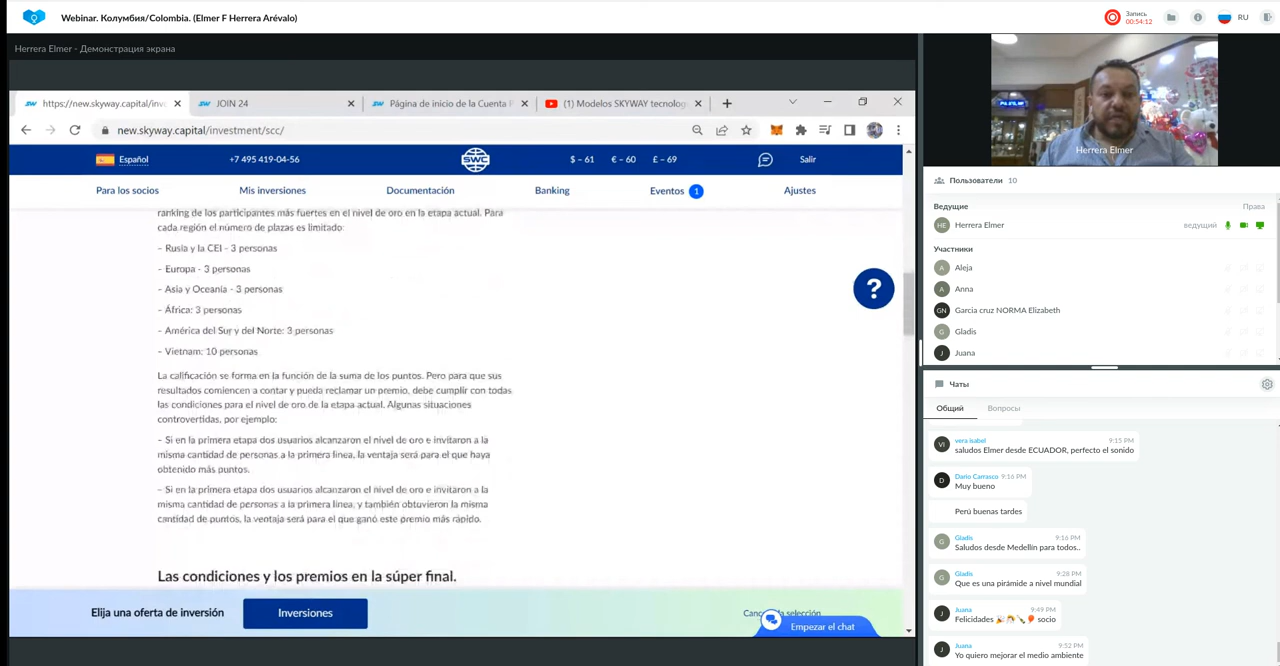 Webinar. Колумбия/Colombia. (Elmer F Herrera Arévalo)
Запись
00:54:12
RU
Herrera Elmer - Демонстрация экрана
https://new.skyway.capital/inv
JOIN 24
Página de inicio de la Cuenta P
(1) Modelos SKYWAY tecnolog
new.skyway.capital/investment/scc/
Español
+7 495 419-04-56
SWC
$ – 61
€ – 60
£ – 69
Salir
Para los socios
Mis inversiones
Documentación
Banking
Eventos 1
Ajustes
ranking de los participantes más fuertes en el nivel de oro en la etapa actual. Para
cada región el número de plazas es limitado:
– Rusia y la CEI - 3 personas
– Europa - 3 personas
– Asia y Oceanía - 3 personas
– África: 3 personas
– América del Sur y del Norte: 3 personas
– Vietnam: 10 personas
La calificación se forma en la función de la suma de los puntos. Pero para que sus
resultados comiencen a contar y pueda reclamar un premio, debe cumplir con todas
las condiciones para el nivel de oro de la etapa actual. Algunas situaciones
controvertidas, por ejemplo:
– Si en la primera etapa dos usuarios alcanzaron el nivel de oro e invitaron a la
misma cantidad de personas a la primera línea, la ventaja será para el que haya
obtenido más puntos.
– Si en la primera etapa dos usuarios alcanzaron el nivel de oro e invitaron a la
misma cantidad de personas a la primera línea, y también obtuvieron la misma
cantidad de puntos, la ventaja será para el que ganó este premio más rápido.
?
Las condiciones y los premios en la súper final.
Elija una oferta de inversión
Inversiones
selección
Empezar el chat
Herrera Elmer
Пользователи 10
Ведущие
Права
HE
Herrera Elmer
ведущий
Участники
A
Aleja
A
Anna
GN
Garcia cruz NORMA Elizabeth
G
Gladis
J
Juana
Чаты
Общий
Вопросы
VI
vera isabel 9:15 PM
saludos Elmer desde ECUADOR, perfecto el sonido
D
Dario Carrasco 9:16 PM
Muy bueno
Perú buenas tardes
G
Gladis 9:16 PM
Saludos desde Medellín para todos..
G
Gladis 9:28 PM
Que es una pirámide a nivel mundial
J
Juana 9:49 PM
Felicidades 🎉🎊🍾🎈 socio
J
Juana 9:52 PM
Yo quiero mejorar el medio ambiente